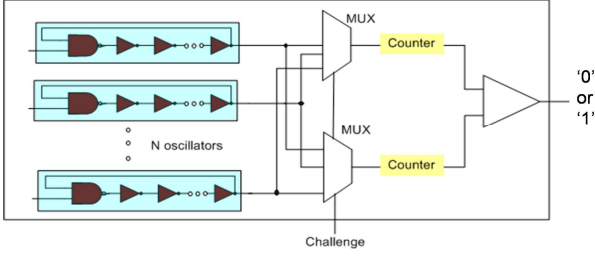 MUX
Counter
'0'
or
'1'
MUX
N oscillators
Counter
Challenge